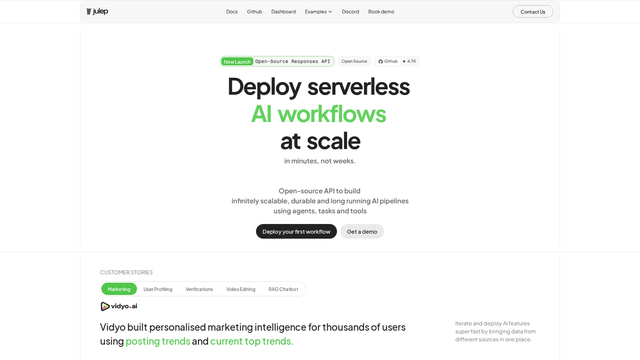 julep
Docs Github Dashboard Examples Discord Book demo
Contact Us
New Launch Open-Source Responses API
Open Source
Github ★ 4.7K
Deploy serverless
AI workflows
at scale
in minutes, not weeks.
Open-source API to build
infinitely scalable, durable and long running AI pipelines
using agents, tasks and tools
Deploy your first workflow
Get a demo
CUSTOMER STORIES
Marketing User Profiling Verifications Video Editing RAG Chatbot
vidyo.ai
Vidyo built personalised marketing intelligence for thousands of users
using posting trends and current top trends.
Iterate and deploy AI features
super fast by bringing data from
different sources in one place.